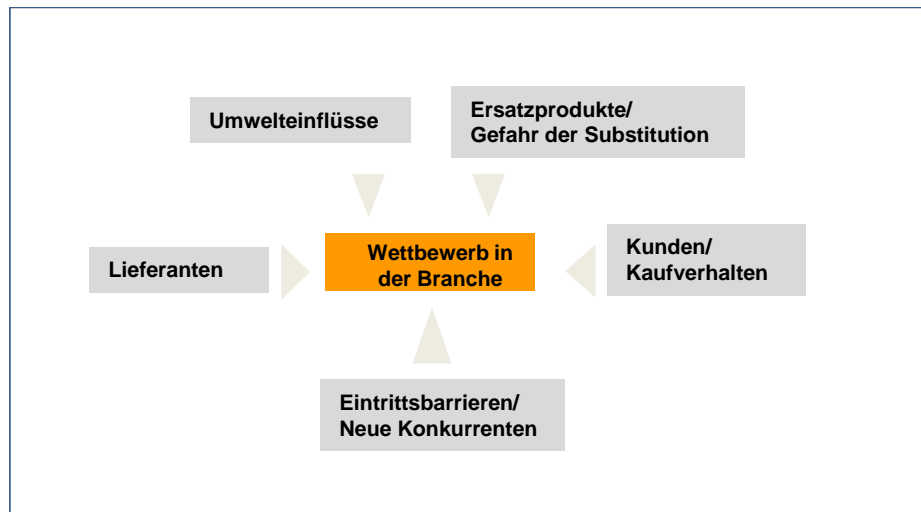 Umwelteinflüsse
Ersatzprodukte/
Gefahr der Substitution
Lieferanten
Wettbewerb in
der Branche
Kunden/
Kaufverhalten
Eintrittsbarrieren/
Neue Konkurrenten